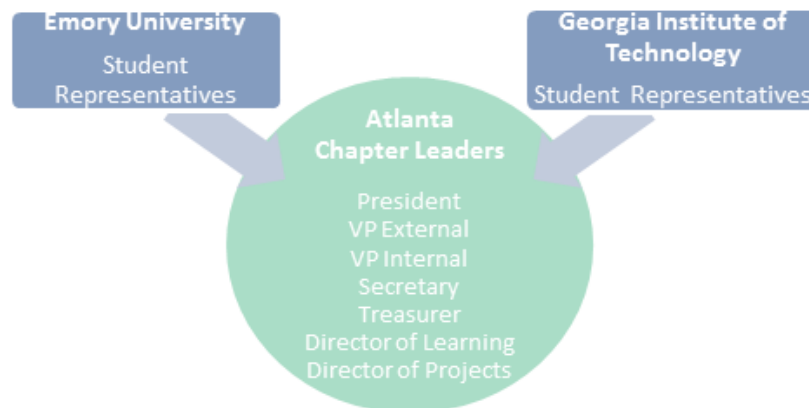 Emory University
Student
Representatives
Georgia Institute of
Technology
Student Representatives
Atlanta
Chapter Leaders
President
VP External
VP Internal
Secretary
Treasurer
Director of Learning
Director of Projects